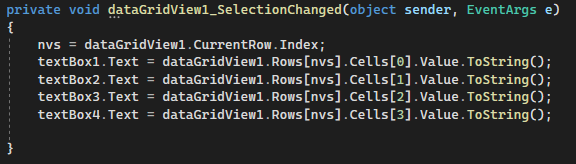 private void dataGridView1_SelectionChanged(object sender, EventArgs e)
{
nvs = dataGridView1.CurrentRow.Index;
textBox1.Text = dataGridView1.Rows[nvs].Cells[0].Value.ToString();
textBox2.Text = dataGridView1.Rows[nvs].Cells[1].Value.ToString();
textBox3.Text = dataGridView1.Rows[nvs].Cells[2].Value.ToString();
textBox4.Text = dataGridView1.Rows[nvs].Cells[3].Value.ToString();
}